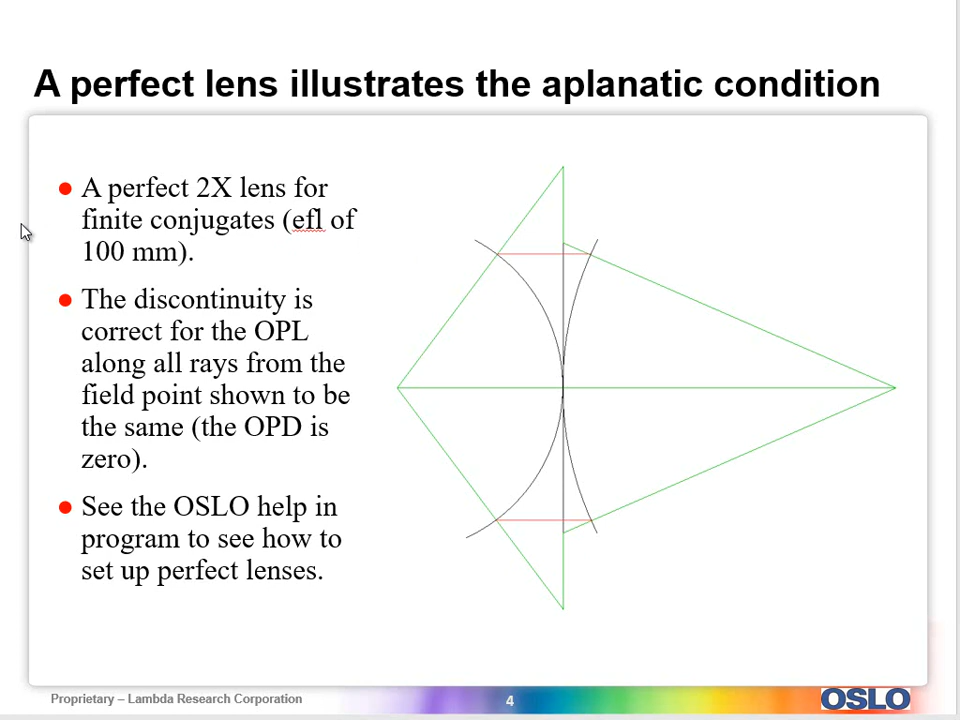 A perfect lens illustrates the aplanatic condition
● A perfect 2X lens for
finite conjugates (efl of
100 mm).
● The discontinuity is
correct for the OPL
along all rays from the
field point shown to be
the same (the OPD is
zero).
● See the OSLO help in
program to see how to
set up perfect lenses.
Proprietary – Lambda Research Corporation
4
OSLO